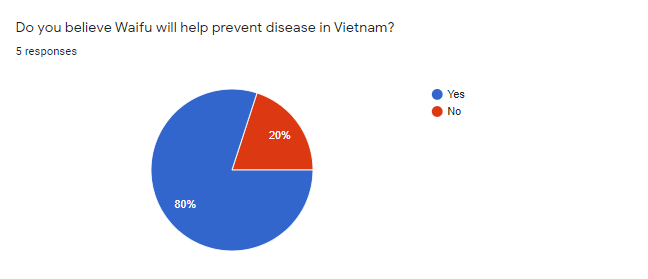 Do you believe Waifu will help prevent disease in Vietnam?
5 responses
Yes
No
20%
80%